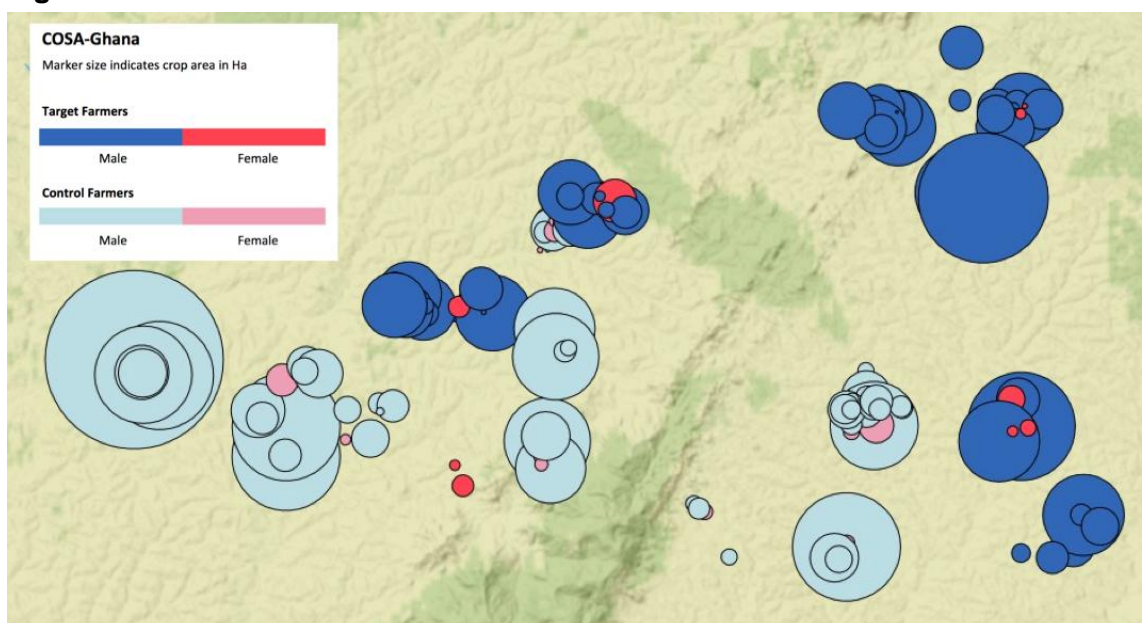 COSA-Ghana
Marker size indicates crop area in Ha
Target Farmers
Male Female
Control Farmers
Male Female